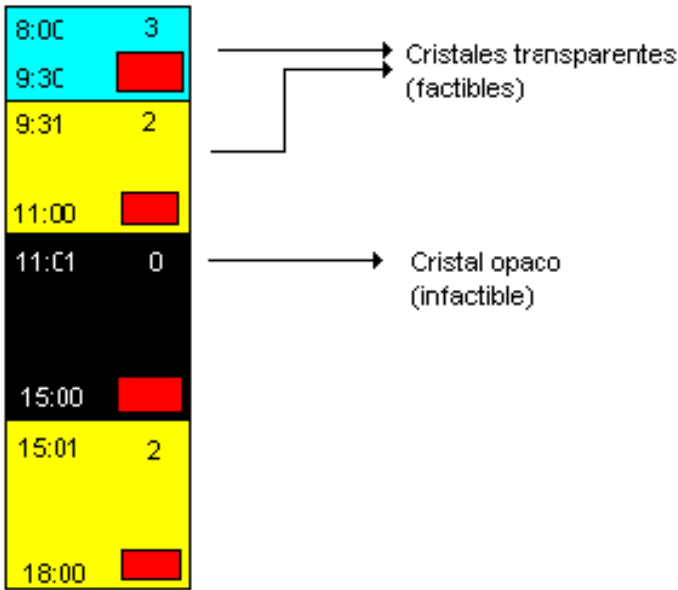 8:00 3
9:30
Cristales transparentes
(factibles)
9:31 2
11:00
11:01 0
Cristal opaco
(infactible)
15:00
15:01 2
18:00